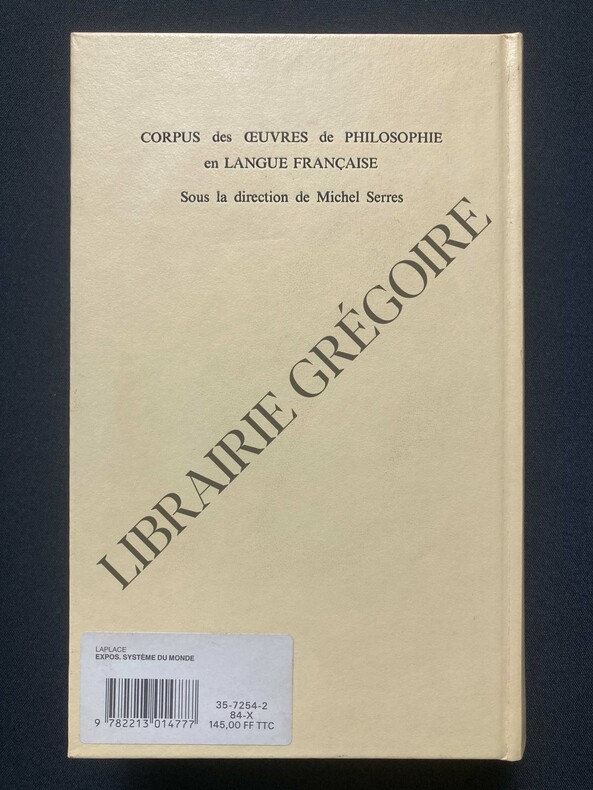 CORPUS des ŒUVRES de PHILOSOPHIE
en LANGUE FRANÇAISE
Sous la direction de Michel Serres
LIBRAIRIE GRÉGOIRE
LAPLACE
EXPOS. SYSTÈME DU MONDE
35-7254-2
84-X
145,00 FF TTC
9 782213 014777